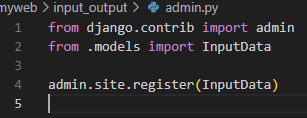 myweb > input_output > admin.py
1 from django.contrib import admin
2 from .models import InputData
3
4 admin.site.register(InputData)
5